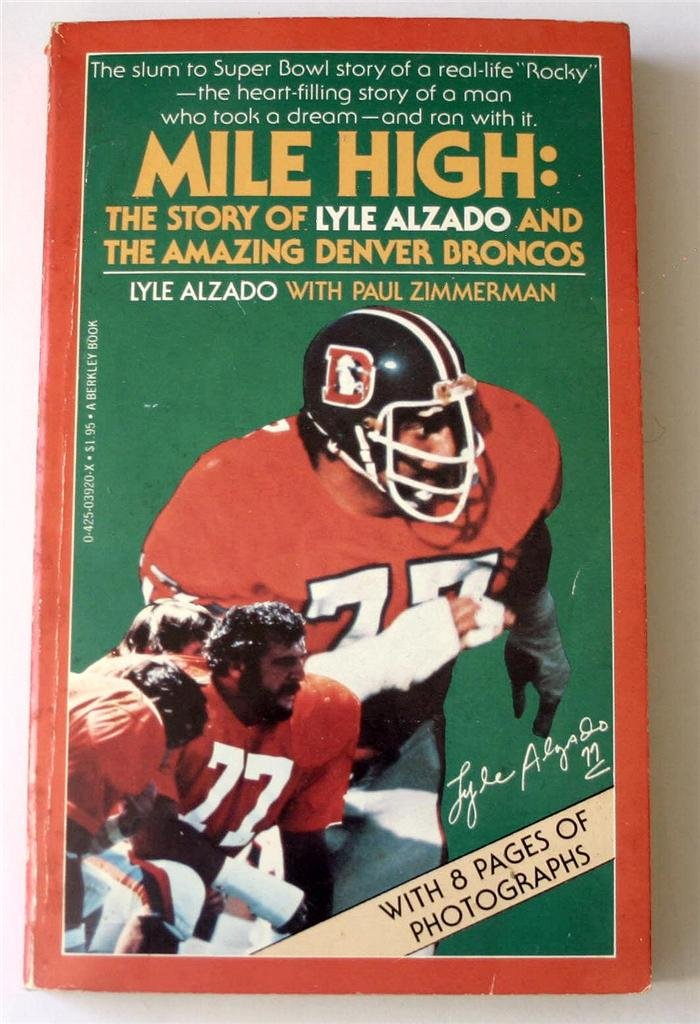 The slum to Super Bowl story of a real-life "Rocky"
—the heart-filling story of a man
who took a dream—and ran with it.
MILE HIGH:
THE STORY OF LYLE ALZADO AND
THE AMAZING DENVER BRONCOS
LYLE ALZADO WITH PAUL ZIMMERMAN
0-425-03920-X • $1.95 • A BERKLEY BOOK
D
77
77
Lyle Alzado
77
WITH 8 PAGES OF
PHOTOGRAPHS